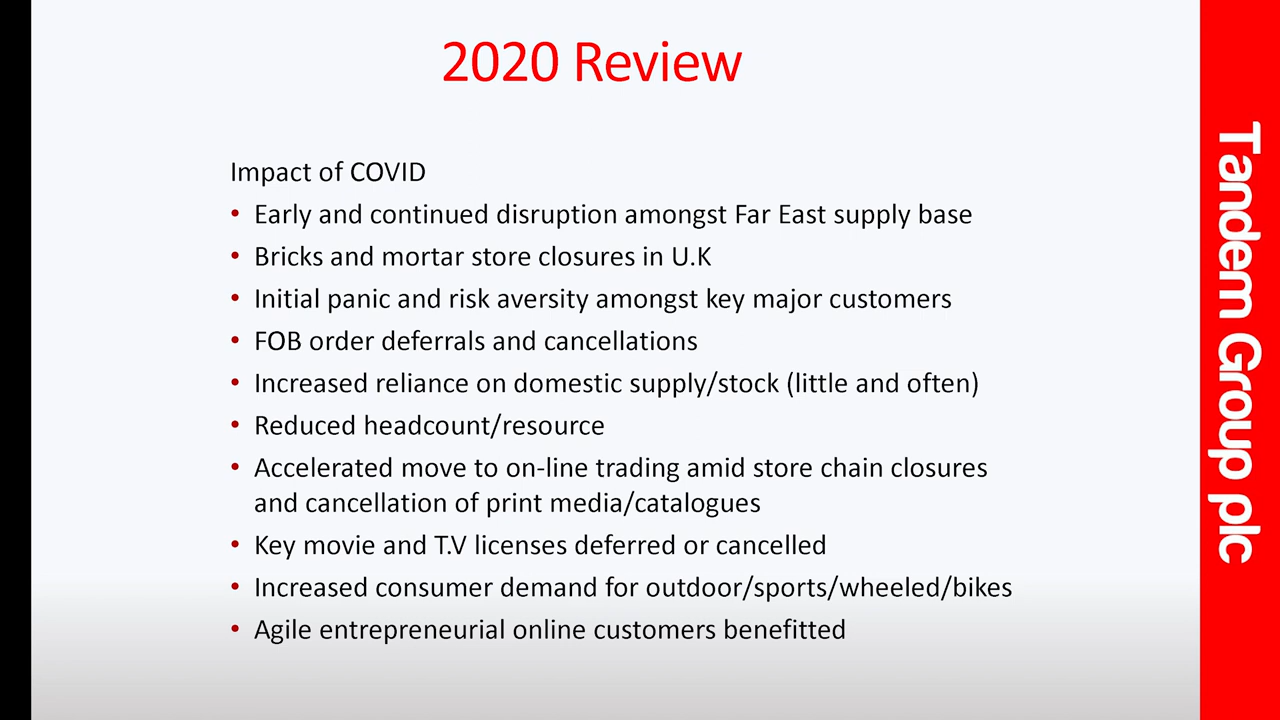 2020 Review
Impact of COVID
• Early and continued disruption amongst Far East supply base
• Bricks and mortar store closures in U.K
• Initial panic and risk aversity amongst key major customers
• FOB order deferrals and cancellations
• Increased reliance on domestic supply/stock (little and often)
• Reduced headcount/resource
• Accelerated move to on-line trading amid store chain closures
and cancellation of print media/catalogues
• Key movie and T.V licenses deferred or cancelled
• Increased consumer demand for outdoor/sports/wheeled/bikes
• Agile entrepreneurial online customers benefitted
Tandem Group plc